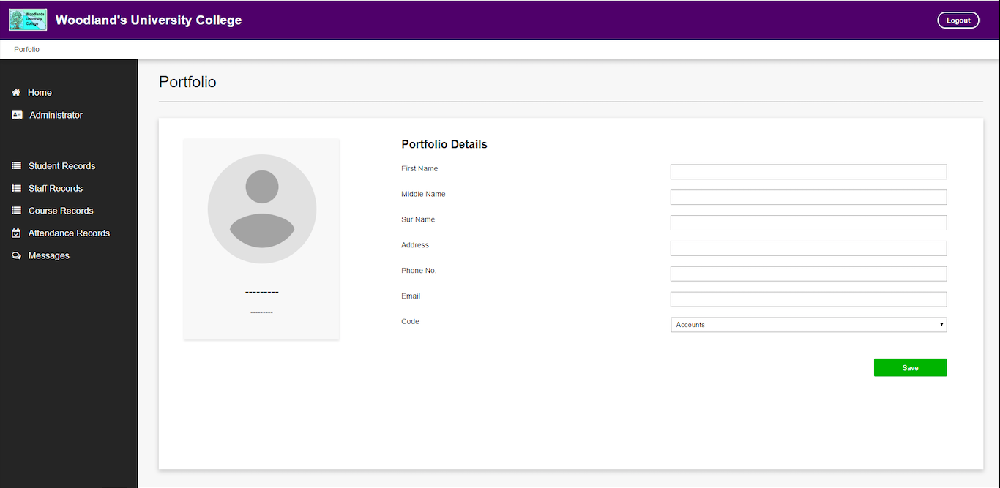 Woodlands
University
College
Woodland's University College
Logout
Porfolio
Home
Administrator
Student Records
Staff Records
Course Records
Attendance Records
Messages
Portfolio
---------
---------
Portfolio Details
First Name
Middle Name
Sur Name
Address
Phone No.
Email
Code
Accounts
Save